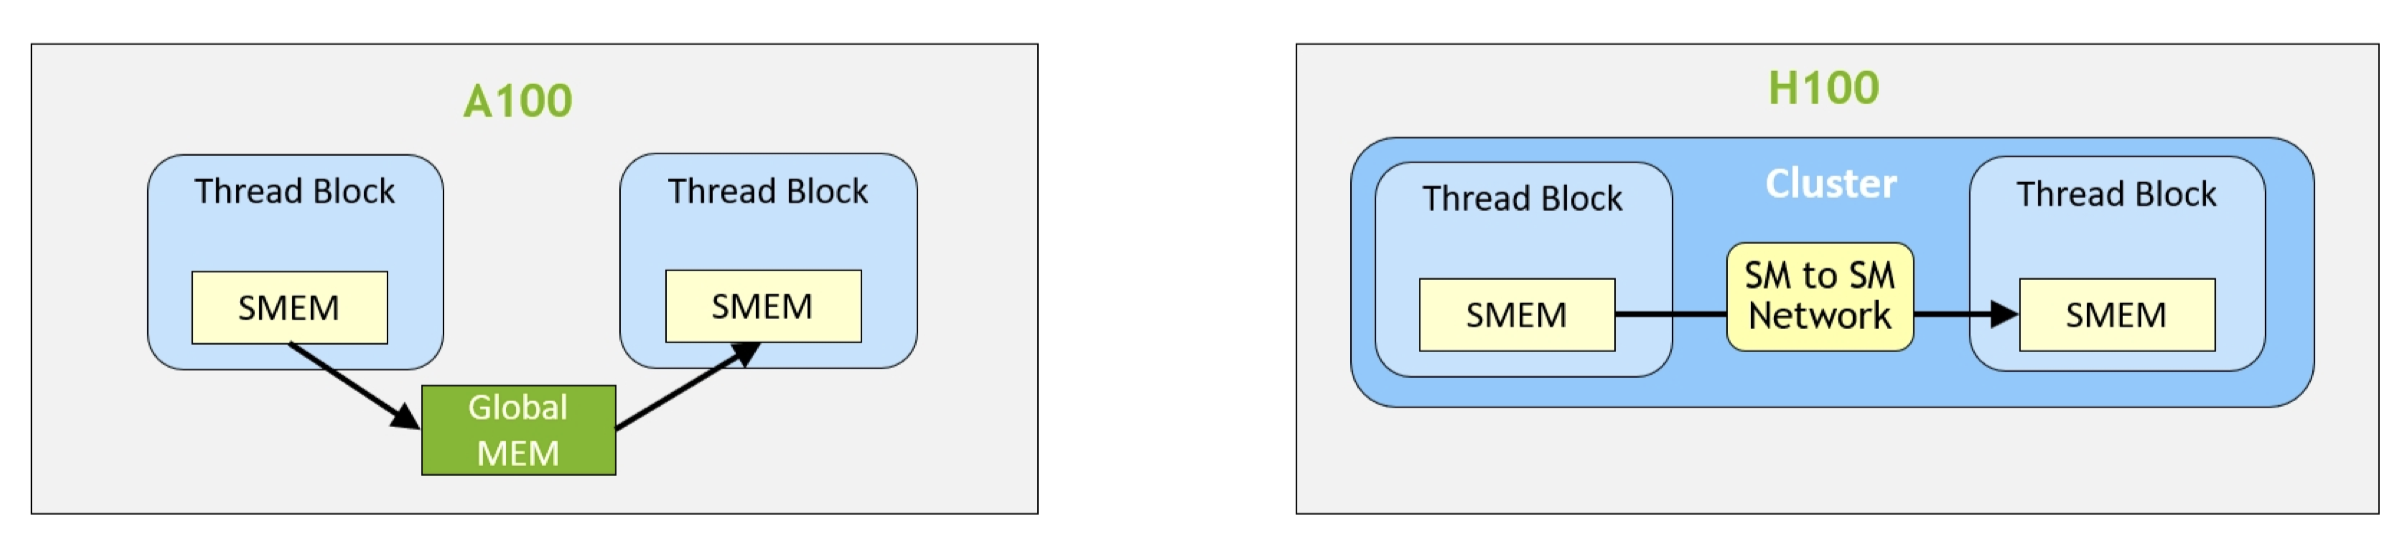 A100
Thread Block
SMEM
Thread Block
SMEM
Global
MEM
H100
Cluster
Thread Block
SMEM
SM to SM
Network
Thread Block
SMEM